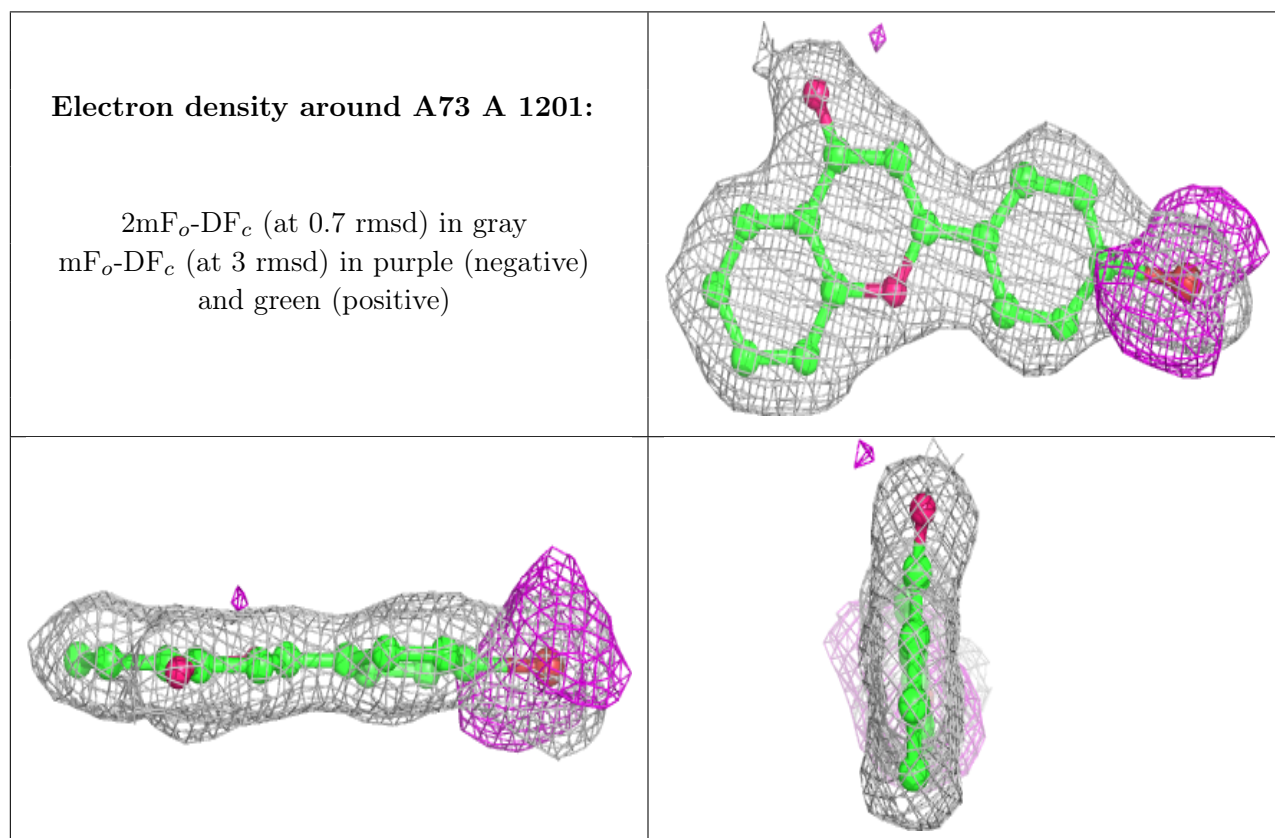 Electron density around A73 A 1201:
2mFo-DFc (at 0.7 rmsd) in gray
mFo-DFc (at 3 rmsd) in purple (negative)
and green (positive)